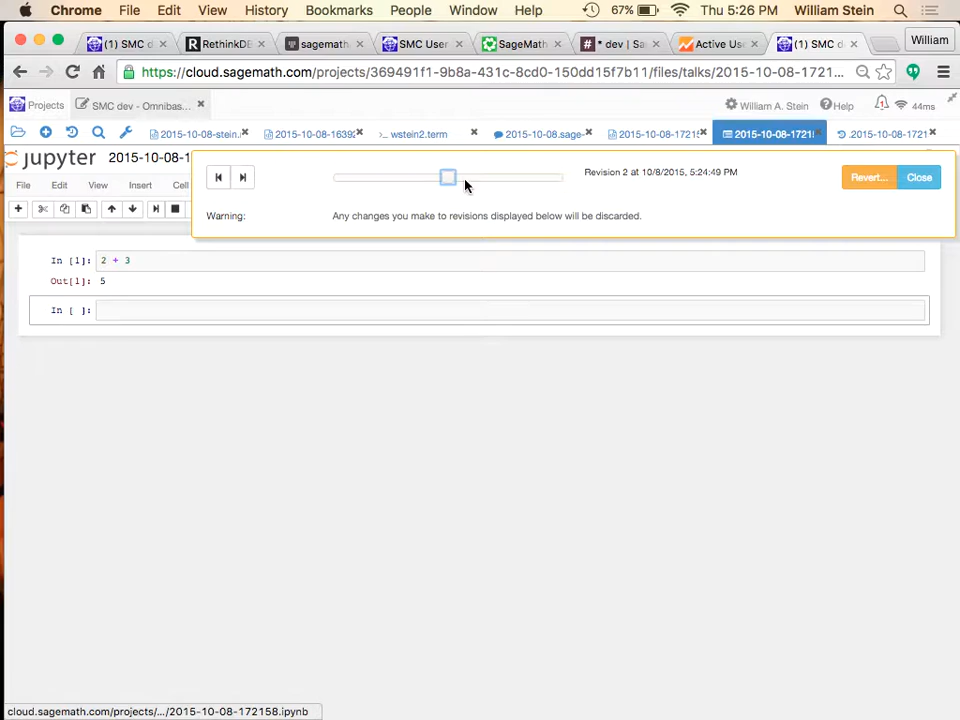 Chrome File Edit View History Bookmarks People Window Help 67% Thu 5:26 PM William Stein
(1) SMC d RethinkDB sagemath. SMC User SageMath * dev | Sa Active Use (1) SMC d William
https://cloud.sagemath.com/projects/369491f1-9b8a-431c-8cd0-150dd15f7b11/files/talks/2015-10-08-1721...
Projects SMC dev - Omnibas... William A. Stein Help 44ms
2015-10-08-stein. 2015-10-08-1639 wstein2.term 2015-10-08.sage- 2015-10-08-1721 2015-10-08-1721 .2015-10-08-1721
jupyter 2015-10-08-1
Revision 2 at 10/8/2015, 5:24:49 PM Revert... Close
File Edit View Insert Cell
Warning: Any changes you make to revisions displayed below will be discarded.
In [1]: 2 + 3
Out[1]: 5
In [ ]:
cloud.sagemath.com/projects/.../2015-10-08-172158.ipynb